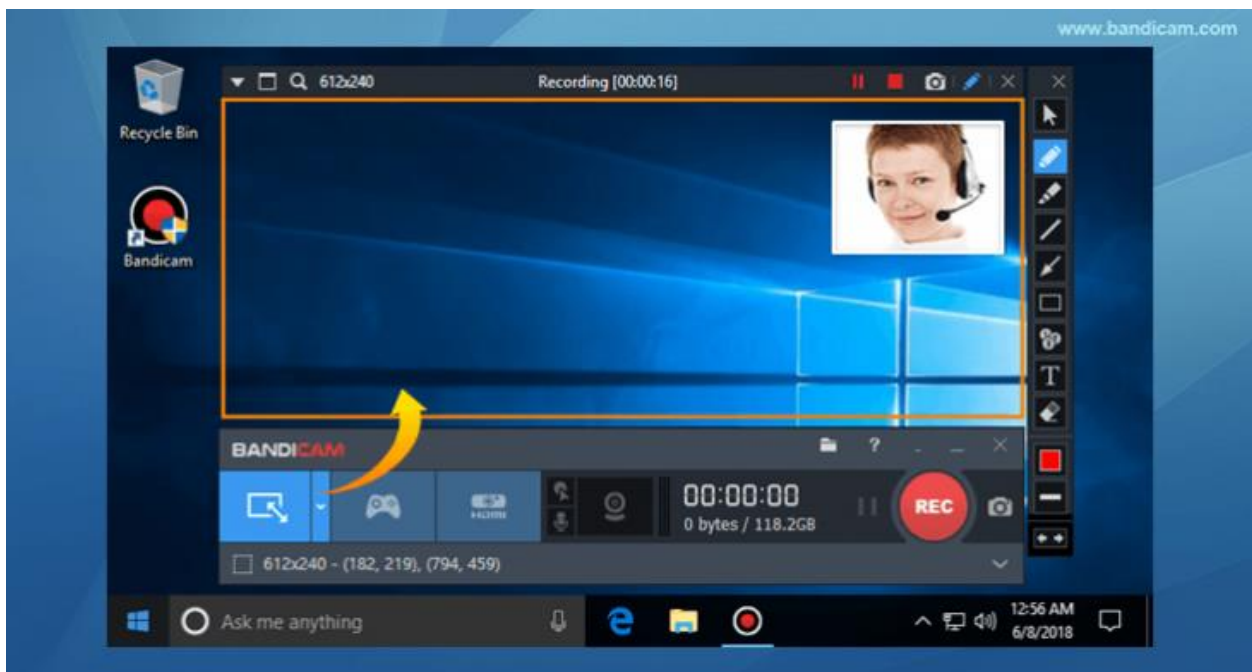 www.bandicam.com
612x240
Recording [00:00:16]
Recycle Bin
Bandicam
T
BANDICAM
?
HDMI
00:00:00
0 bytes / 118.2GB
REC
612x240 - (182, 219), (794, 459)
Ask me anything
12:56 AM
6/8/2018